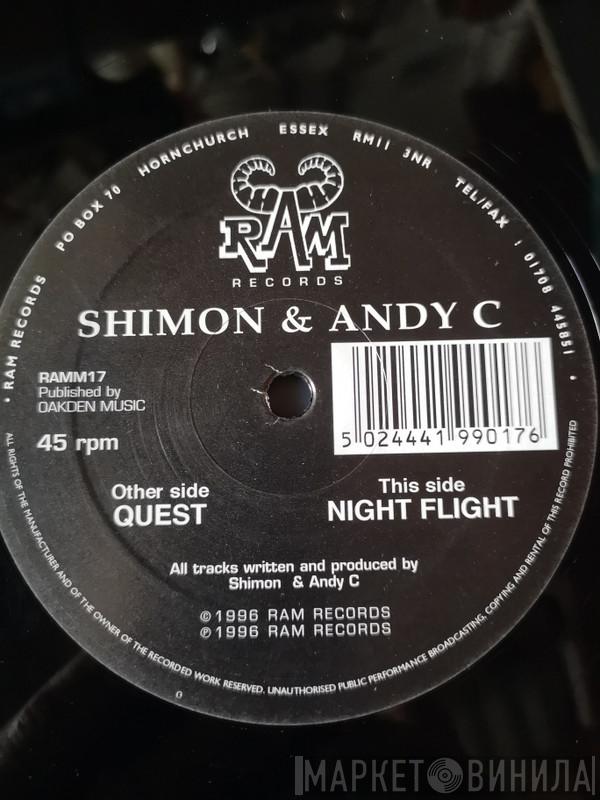 • RAM RECORDS PO BOX 70 HORNCHURCH ESSEX RM11 3NR TEL/FAX : 01708 445851 •
RAM
RECORDS
SHIMON & ANDY C
RAMM17
Published by
OAKDEN MUSIC
45 rpm
5 024441 990176
Other side
QUEST
This side
NIGHT FLIGHT
All tracks written and produced by
Shimon & Andy C
©1996 RAM RECORDS
℗1996 RAM RECORDS
ALL RIGHTS OF THE MANUFACTURER AND OF THE OWNER OF THE RECORDED WORK RESERVED. UNAUTHORISED PUBLIC PERFORMANCE BROADCASTING, COPYING AND RENTAL OF THIS RECORD PROHIBITED
МАРКЕТ ВИНИЛА